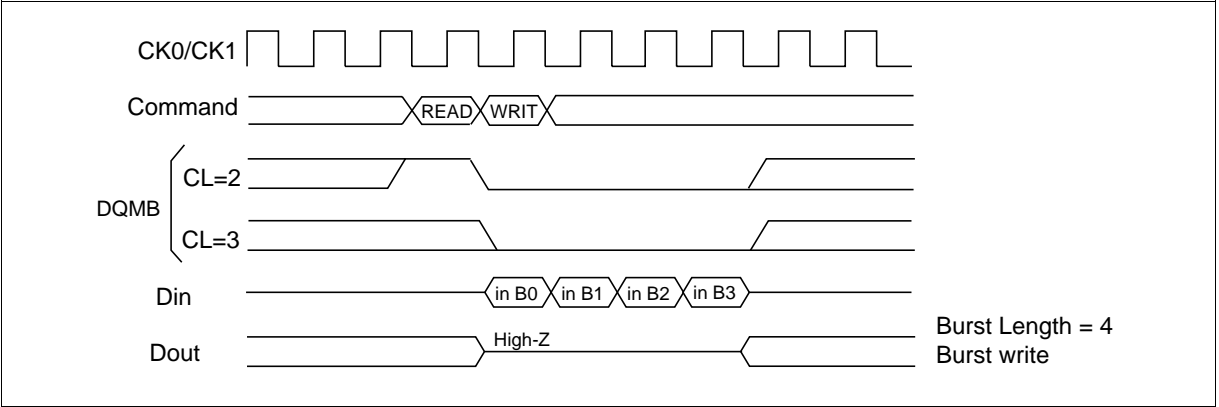 CK0/CK1
Command READ WRIT
DQMB
CL=2
CL=3
Din in B0 in B1 in B2 in B3
Dout High-Z
Burst Length = 4
Burst write